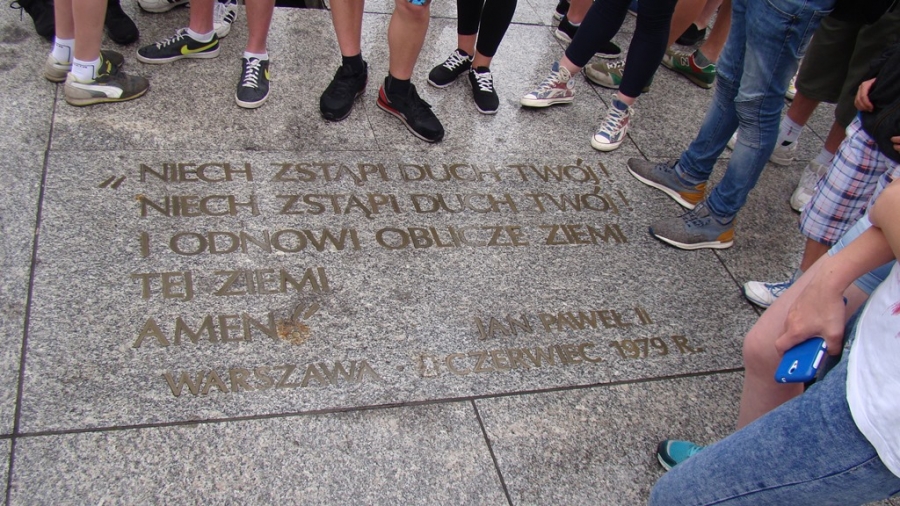 „NIECH ZSTĄPI DUCH TWÓJ!
NIECH ZSTĄPI DUCH TWÓJ!
I ODNOWI OBLICZE ZIEMI
TEJ ZIEMI
AMEN“
JAN PAWEŁ II
WARSZAWA 2 CZERWIEC 1979 R.